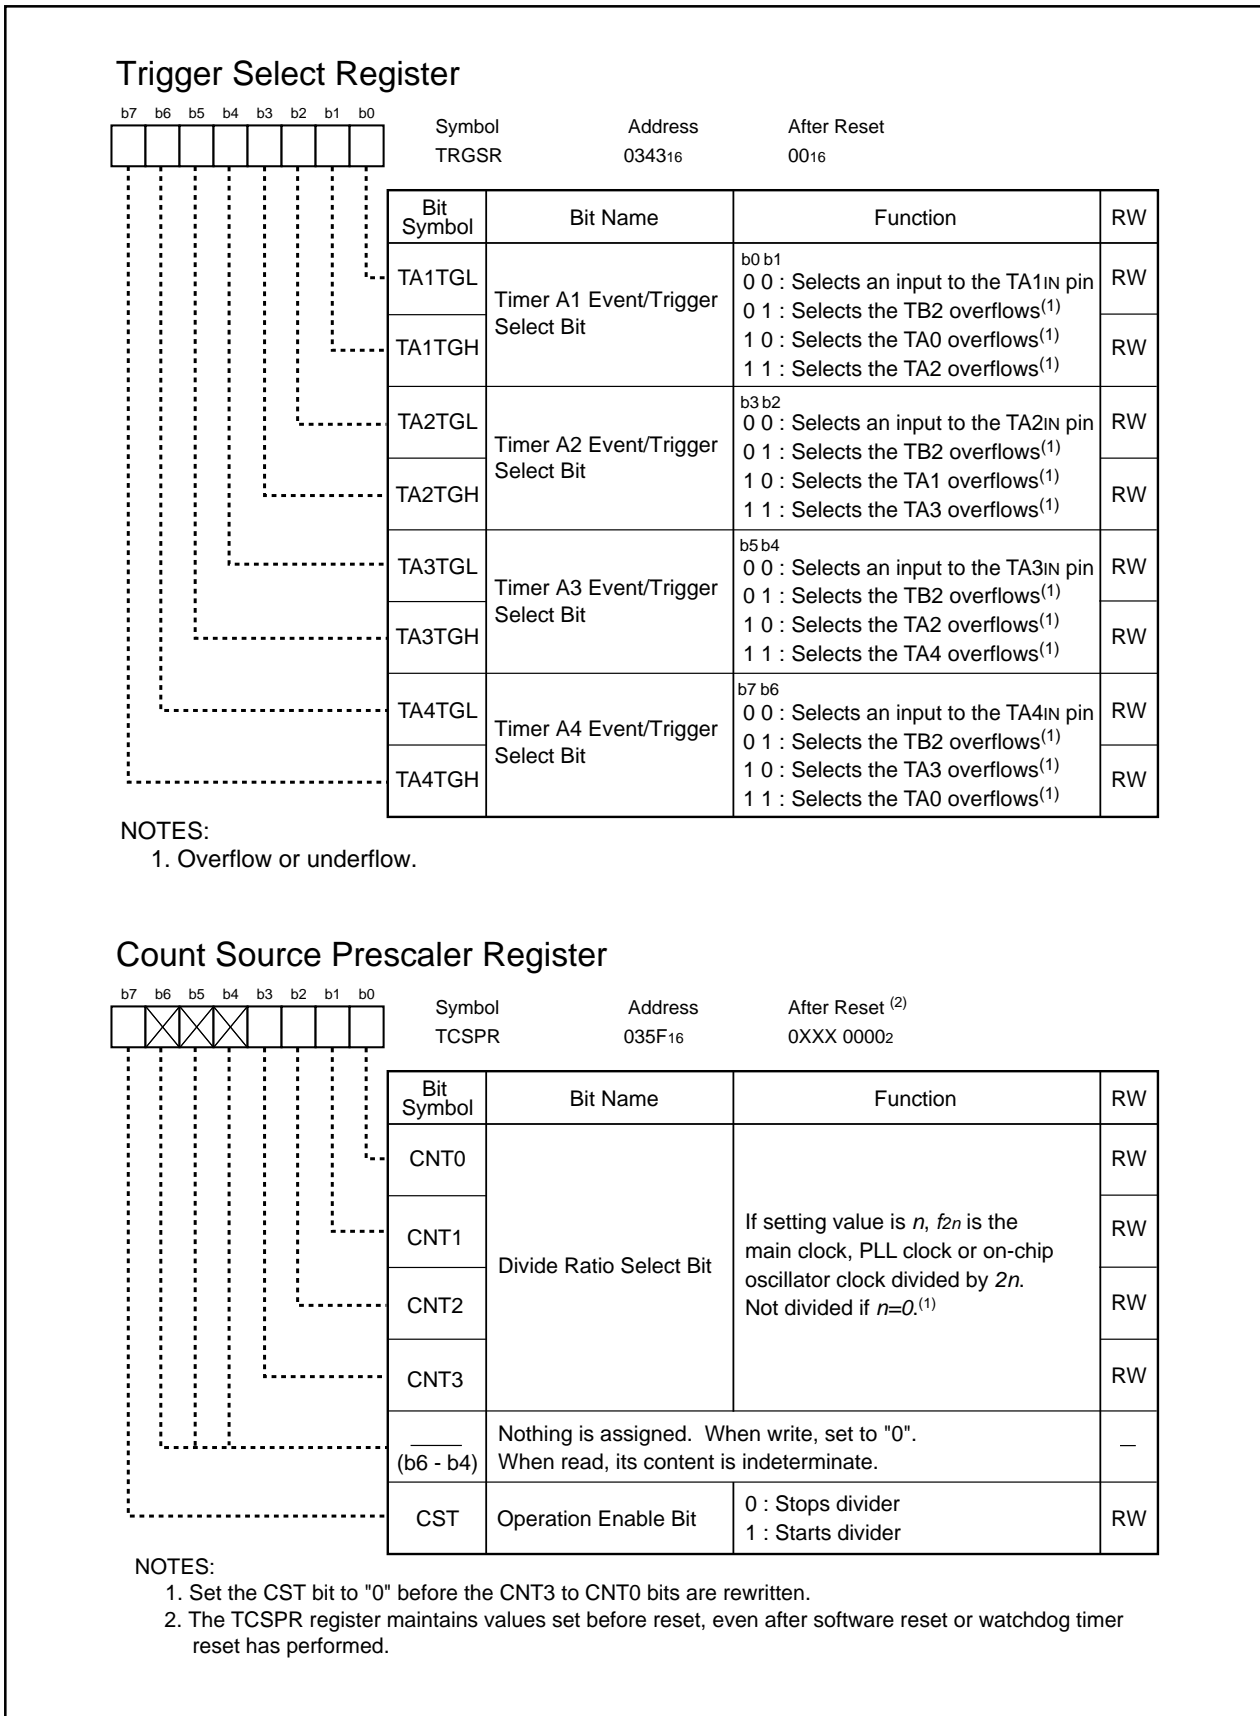 Trigger Select Register
b7 b6 b5 b4 b3 b2 b1 b0
Symbol Address After Reset
TRGSR 034316 0016
Bit Symbol Bit Name Function RW
TA1TGL RW
TA1TGH RW
Timer A1 Event/Trigger
Select Bit
b0 b1
0 0 : Selects an input to the TA1IN pin
0 1 : Selects the TB2 overflows(1)
1 0 : Selects the TA0 overflows(1)
1 1 : Selects the TA2 overflows(1)
TA2TGL RW
TA2TGH RW
Timer A2 Event/Trigger
Select Bit
b3 b2
0 0 : Selects an input to the TA2IN pin
0 1 : Selects the TB2 overflows(1)
1 0 : Selects the TA1 overflows(1)
1 1 : Selects the TA3 overflows(1)
TA3TGL RW
TA3TGH RW
Timer A3 Event/Trigger
Select Bit
b5 b4
0 0 : Selects an input to the TA3IN pin
0 1 : Selects the TB2 overflows(1)
1 0 : Selects the TA2 overflows(1)
1 1 : Selects the TA4 overflows(1)
TA4TGL RW
TA4TGH RW
Timer A4 Event/Trigger
Select Bit
b7 b6
0 0 : Selects an input to the TA4IN pin
0 1 : Selects the TB2 overflows(1)
1 0 : Selects the TA3 overflows(1)
1 1 : Selects the TA0 overflows(1)
NOTES:
1. Overflow or underflow.
Count Source Prescaler Register
b7 b6 b5 b4 b3 b2 b1 b0
Symbol Address After Reset (2)
TCSPR 035F16 0XXX 00002
Bit Symbol Bit Name Function RW
CNT0 RW
CNT1 RW
CNT2 RW
CNT3 RW
Divide Ratio Select Bit
If setting value is n, f2n is the
main clock, PLL clock or on-chip
oscillator clock divided by 2n.
Not divided if n=0.(1)
(b6 - b4)
Nothing is assigned. When write, set to "0".
When read, its content is indeterminate.
—
CST Operation Enable Bit
0 : Stops divider
1 : Starts divider
RW
NOTES:
1. Set the CST bit to "0" before the CNT3 to CNT0 bits are rewritten.
2. The TCSPR register maintains values set before reset, even after software reset or watchdog timer
reset has performed.